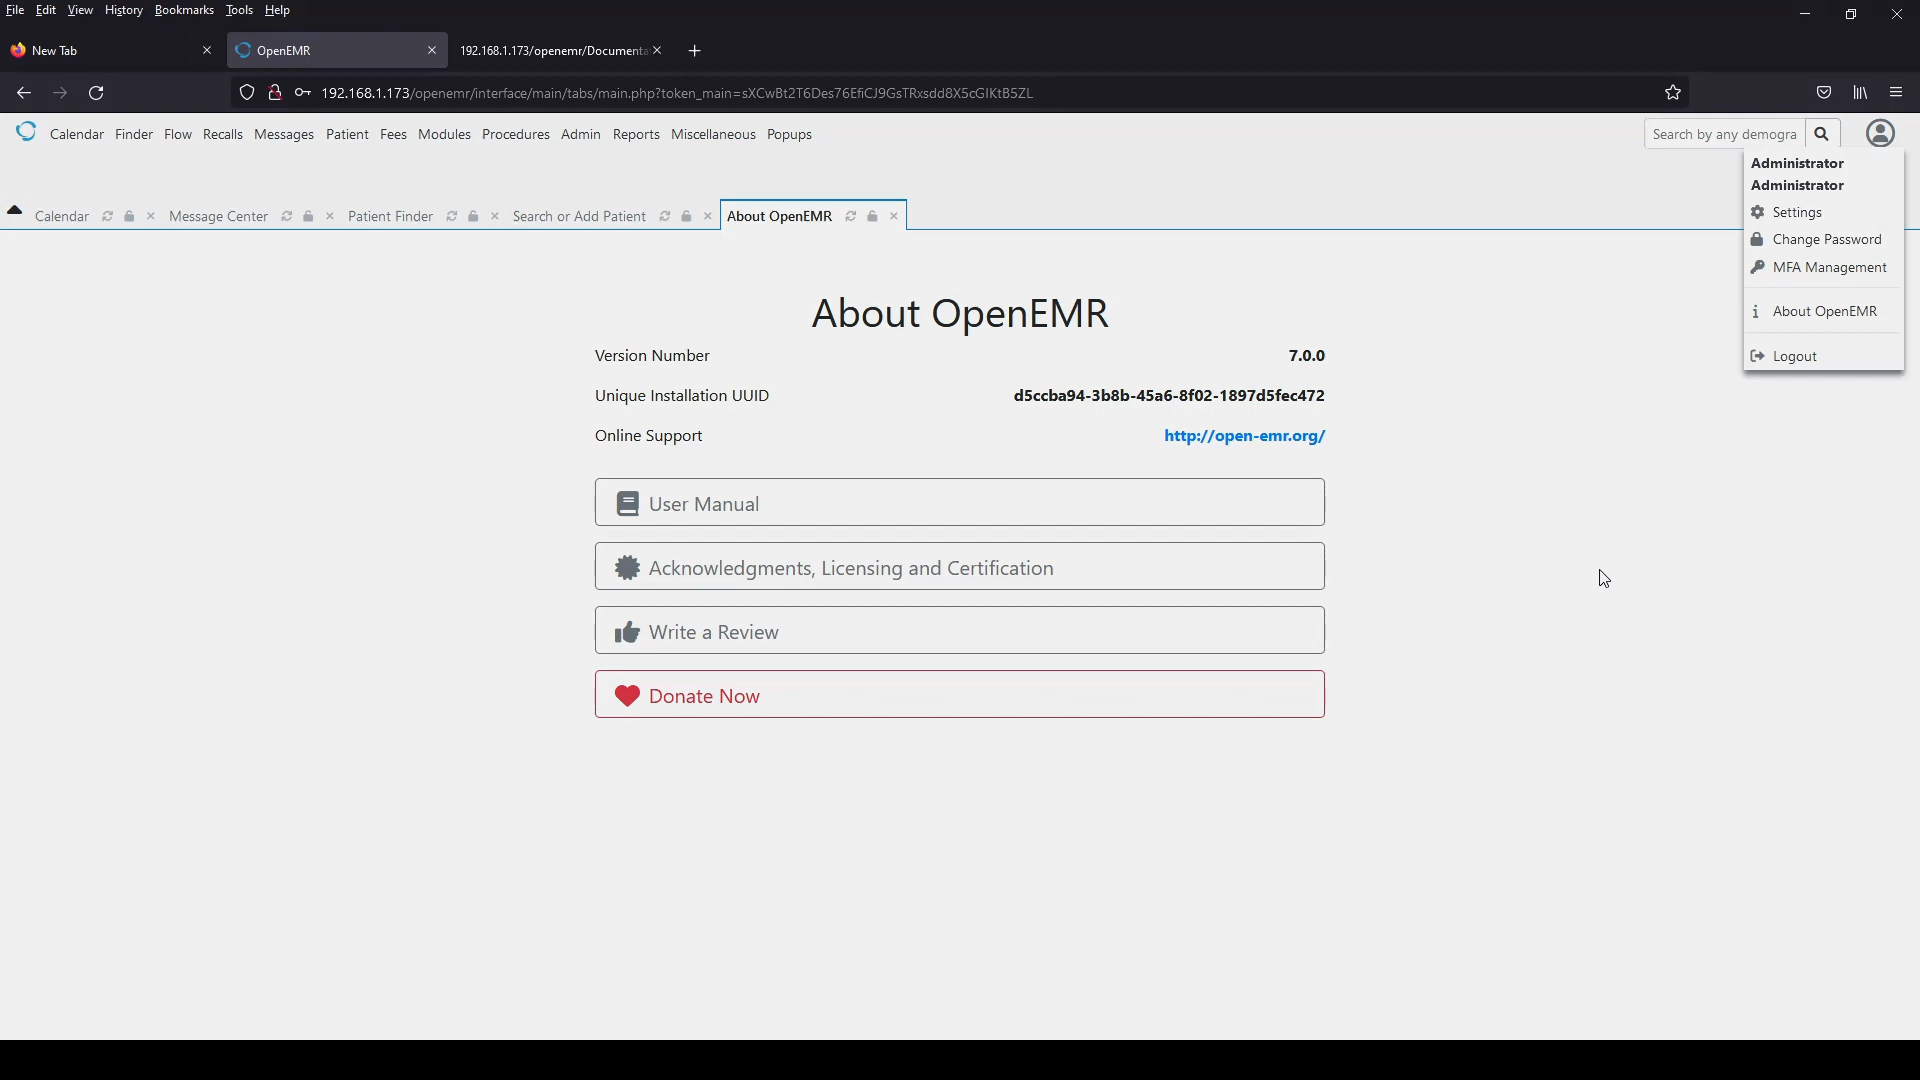 File Edit View History Bookmarks Tools Help
New Tab
OpenEMR
192.168.1.173/openemr/Documenta
192.168.1.173/openemr/interface/main/tabs/main.php?token_main=sXCwBt2T6Des76EfiCJ9GsTRxsdd8X5cGIKtB5ZL
Calendar Finder Flow Recalls Messages Patient Fees Modules Procedures Admin Reports Miscellaneous Popups
Search by any demogra
Administrator
Administrator
Settings
Change Password
MFA Management
About OpenEMR
Logout
Calendar Message Center Patient Finder Search or Add Patient About OpenEMR
About OpenEMR
Version Number 7.0.0
Unique Installation UUID d5ccba94-3b8b-45a6-8f02-1897d5fec472
Online Support http://open-emr.org/
User Manual
Acknowledgments, Licensing and Certification
Write a Review
Donate Now